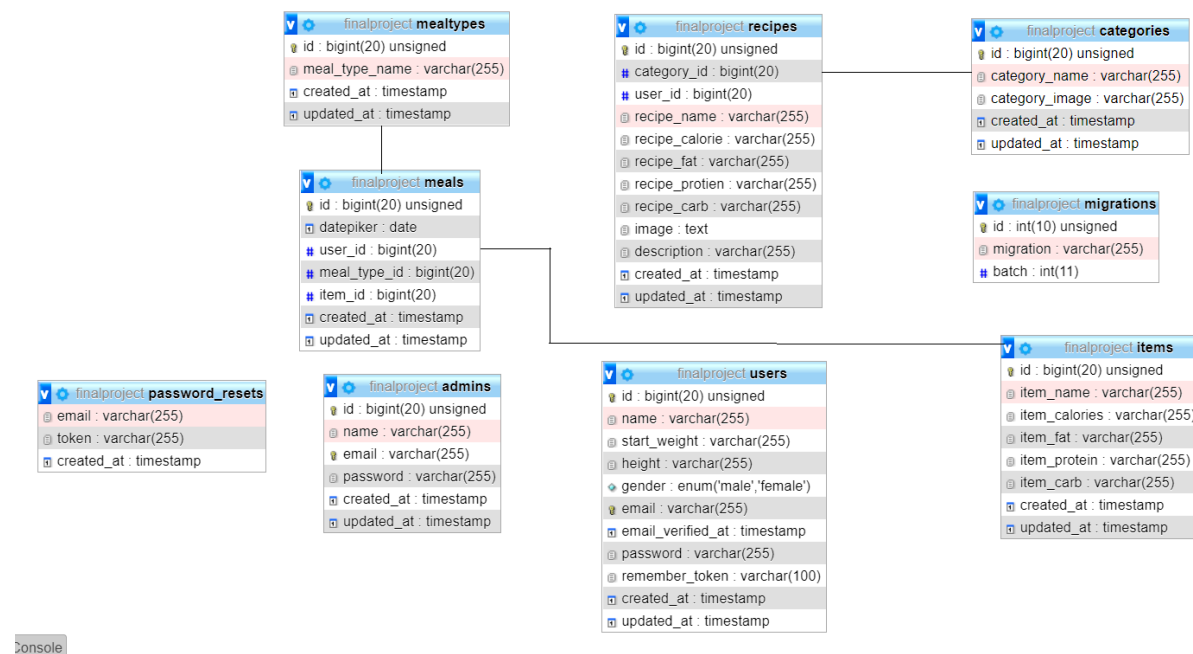 finalproject mealtypes
id : bigint(20) unsigned
meal_type_name : varchar(255)
created_at : timestamp
updated_at : timestamp
finalproject recipes
id : bigint(20) unsigned
category_id : bigint(20)
user_id : bigint(20)
recipe_name : varchar(255)
recipe_calorie : varchar(255)
recipe_fat : varchar(255)
recipe_protien : varchar(255)
recipe_carb : varchar(255)
image : text
description : varchar(255)
created_at : timestamp
updated_at : timestamp
finalproject categories
id : bigint(20) unsigned
category_name : varchar(255)
category_image : varchar(255)
created_at : timestamp
updated_at : timestamp
finalproject meals
id : bigint(20) unsigned
datepiker : date
user_id : bigint(20)
meal_type_id : bigint(20)
item_id : bigint(20)
created_at : timestamp
updated_at : timestamp
finalproject migrations
id : int(10) unsigned
migration : varchar(255)
batch : int(11)
finalproject password_resets
email : varchar(255)
token : varchar(255)
created_at : timestamp
finalproject admins
id : bigint(20) unsigned
name : varchar(255)
email : varchar(255)
password : varchar(255)
created_at : timestamp
updated_at : timestamp
finalproject users
id : bigint(20) unsigned
name : varchar(255)
start_weight : varchar(255)
height : varchar(255)
gender : enum('male','female')
email : varchar(255)
email_verified_at : timestamp
password : varchar(255)
remember_token : varchar(100)
created_at : timestamp
updated_at : timestamp
finalproject items
id : bigint(20) unsigned
item_name : varchar(255)
item_calories : varchar(255)
item_fat : varchar(255)
item_protein : varchar(255)
item_carb : varchar(255)
created_at : timestamp
updated_at : timestamp
Console